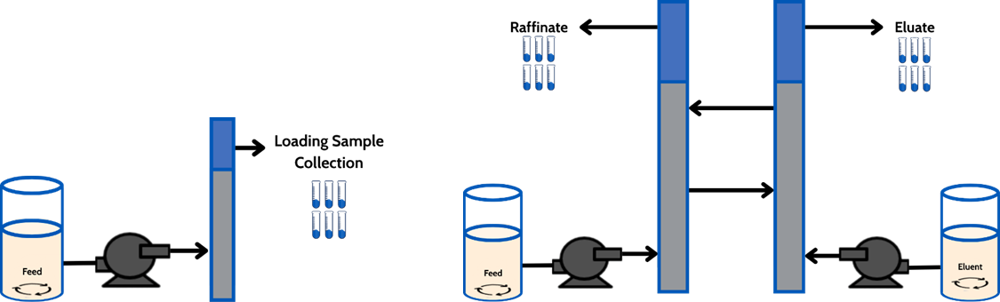 Loading Sample
Collection
Feed
Raffinate
Eluate
Feed
Eluent